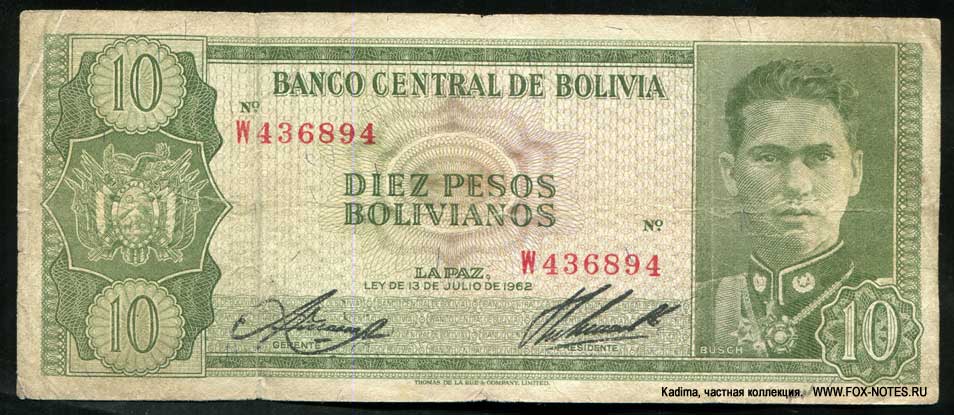 10
BANCO CENTRAL DE BOLIVIA
Nº
W436894
DIEZ PESOS
BOLIVIANOS
Nº
W436894
LA PAZ,
LEY DE 13 DE JULIO DE 1962
10
GERENTE
PRESIDENTE
BUSCH
10
THOMAS DE LA RUE & COMPANY, LIMITED.
Kadima, частная коллекция.
WWW.FOX-NOTES.RU